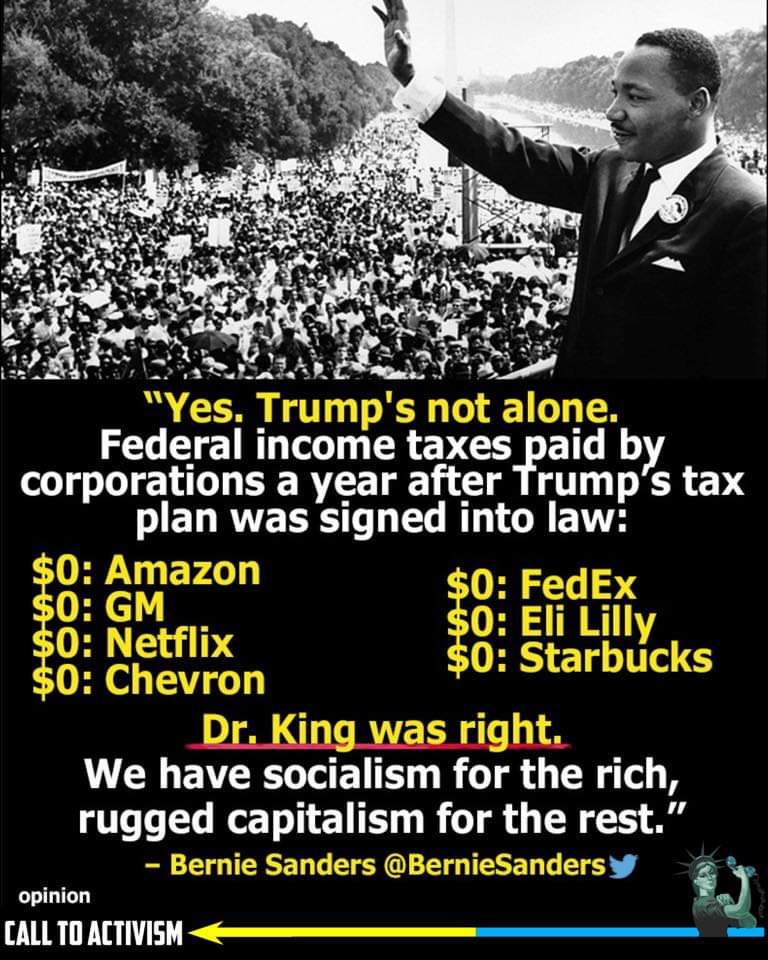 "Yes. Trump's not alone.
Federal income taxes paid by
corporations a year after Trump's tax
plan was signed into law:
$0: Amazon
$0: GM
$0: Netflix
$0: Chevron
$0: FedEx
$0: Eli Lilly
$0: Starbucks
Dr. King was right.
We have socialism for the rich,
rugged capitalism for the rest."
– Bernie Sanders @BernieSanders
opinion
CALL TO ACTIVISM